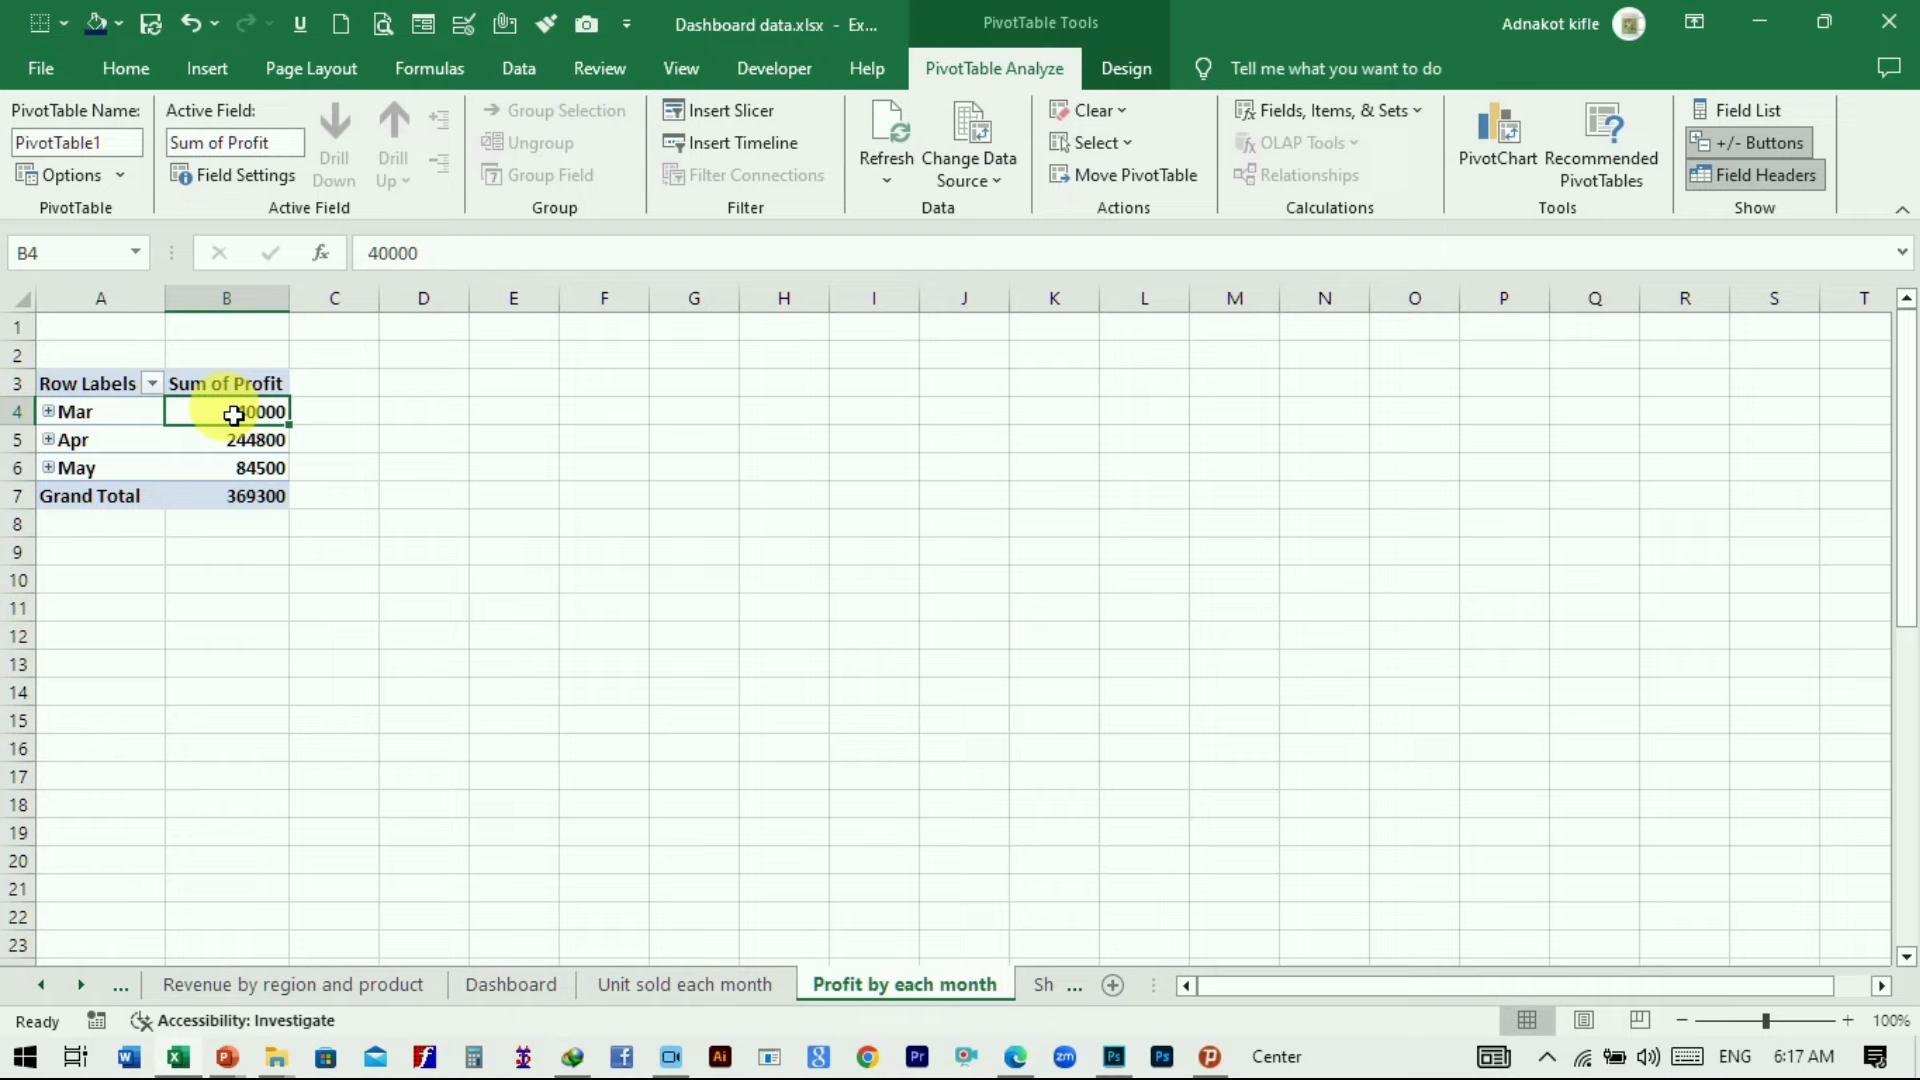 Dashboard data.xlsx - Ex...
PivotTable Tools
Adnakot kifle
File Home Insert Page Layout Formulas Data Review View Developer Help PivotTable Analyze Design Tell me what you want to do
PivotTable Name:
PivotTable1
Options
PivotTable
Active Field:
Sum of Profit
Field Settings
Drill Down
Drill Up
Active Field
Group Selection
Ungroup
Group Field
Group
Insert Slicer
Insert Timeline
Filter Connections
Filter
Refresh
Change Data Source
Data
Clear
Select
Move PivotTable
Actions
Fields, Items, & Sets
OLAP Tools
Relationships
Calculations
PivotChart
Recommended PivotTables
Tools
Field List
+/- Buttons
Field Headers
Show
B4 fx 40000
A B C D E F G H I J K L M N O P Q R S T
1
2
3 Row Labels Sum of Profit
4 Mar 40000
5 Apr 244800
6 May 84500
7 Grand Total 369300
8
9
10
11
12
13
14
15
16
17
18
19
20
21
22
23
... Revenue by region and product Dashboard Unit sold each month Profit by each month Sh ...
Ready Accessibility: Investigate 100%
Center ENG 6:17 AM